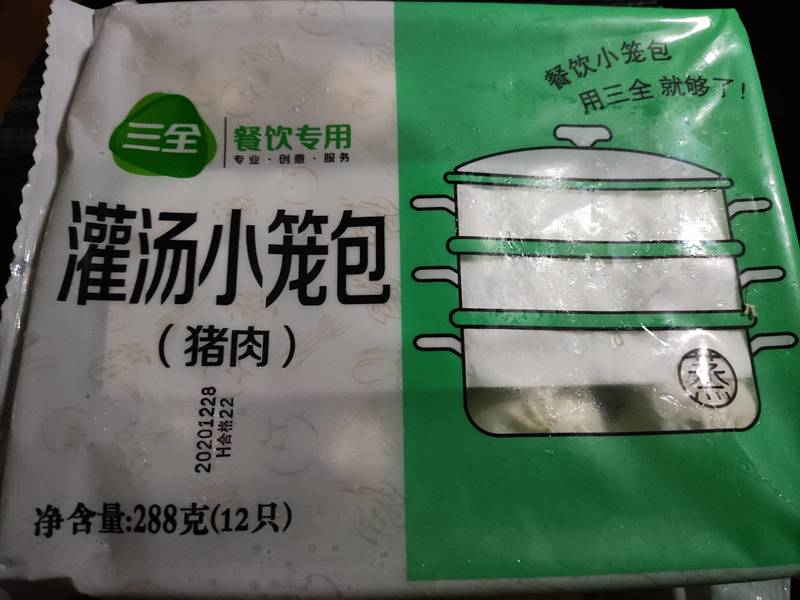 餐饮小笼包
用三全 就够了！
三全
餐饮专用
专业·创意·服务
灌汤小笼包
（猪肉）
20201228
H合格22
蒸
净含量:288克(12只)